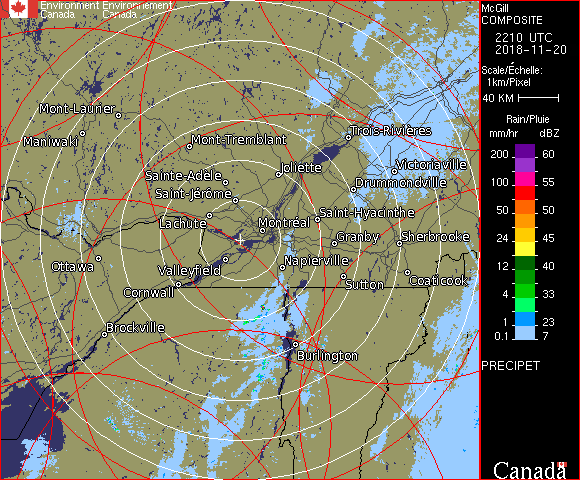 Environment Environnement
Canada Canada
McGill
COMPOSITE
2210 UTC
2018-11-20
Scale/Échelle:
1km/Pixel
40 KM
Rain/Pluie
mm/hr dBZ
200 60
100 55
50 50
24 45
12 40
4 33
1 23
0.1 7
PRECIPET
Canada
Mont-Laurier
Maniwaki
Mont-Tremblant
Trois-Rivières
Joliette
Victoriaville
Sainte-Adèle
Drummondville
Saint-Jérôme
Lachute
Montréal
Saint-Hyacinthe
Granby
Sherbrooke
Ottawa
Valleyfield
Napierville
Cornwall
Sutton
Coaticook
Brockville
Burlington